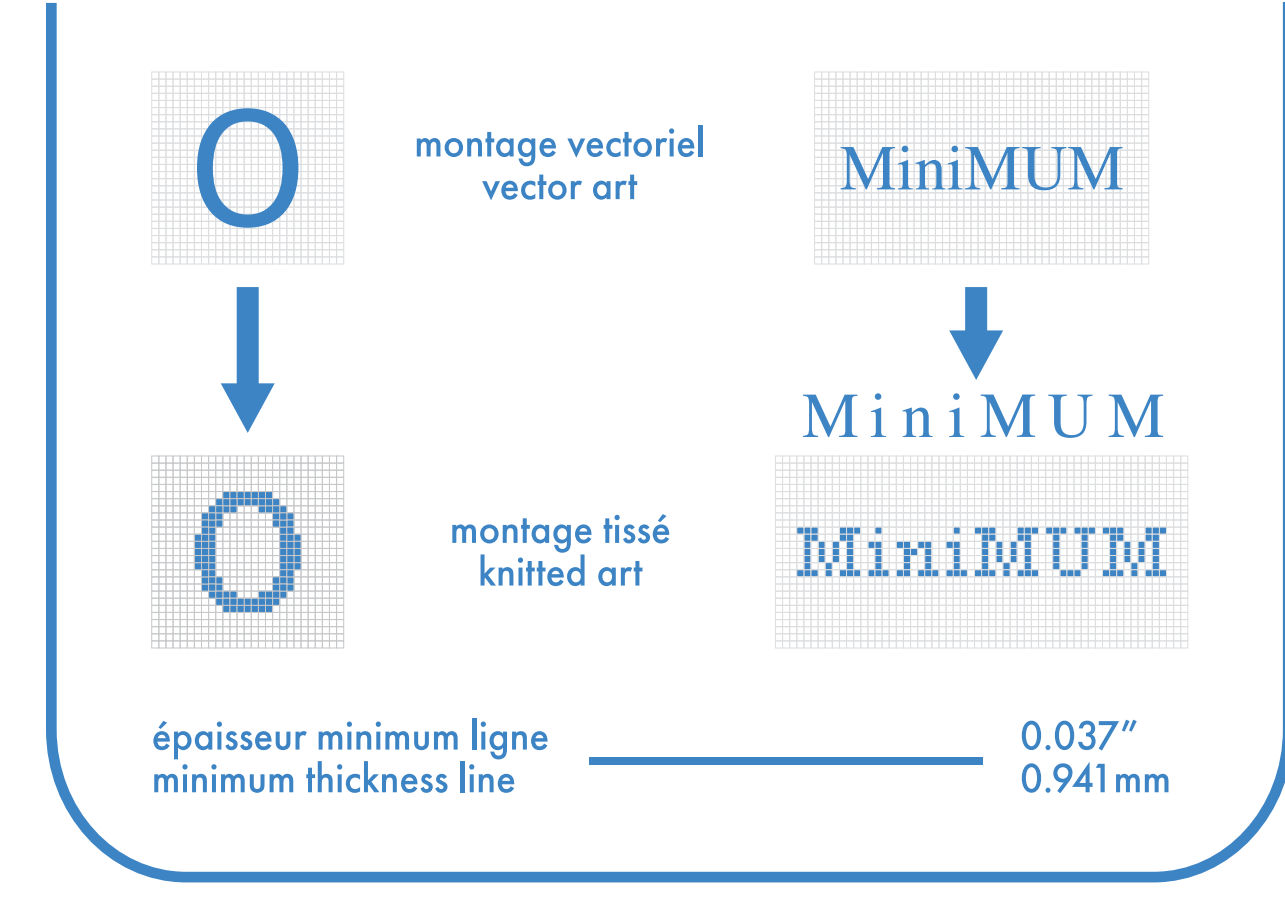 O
montage vectoriel
vector art
MiniMUM
MiniMUM
O
montage tissé
knitted art
MiniMUM
épaisseur minimum ligne
minimum thickness line
0.037″
0.941mm